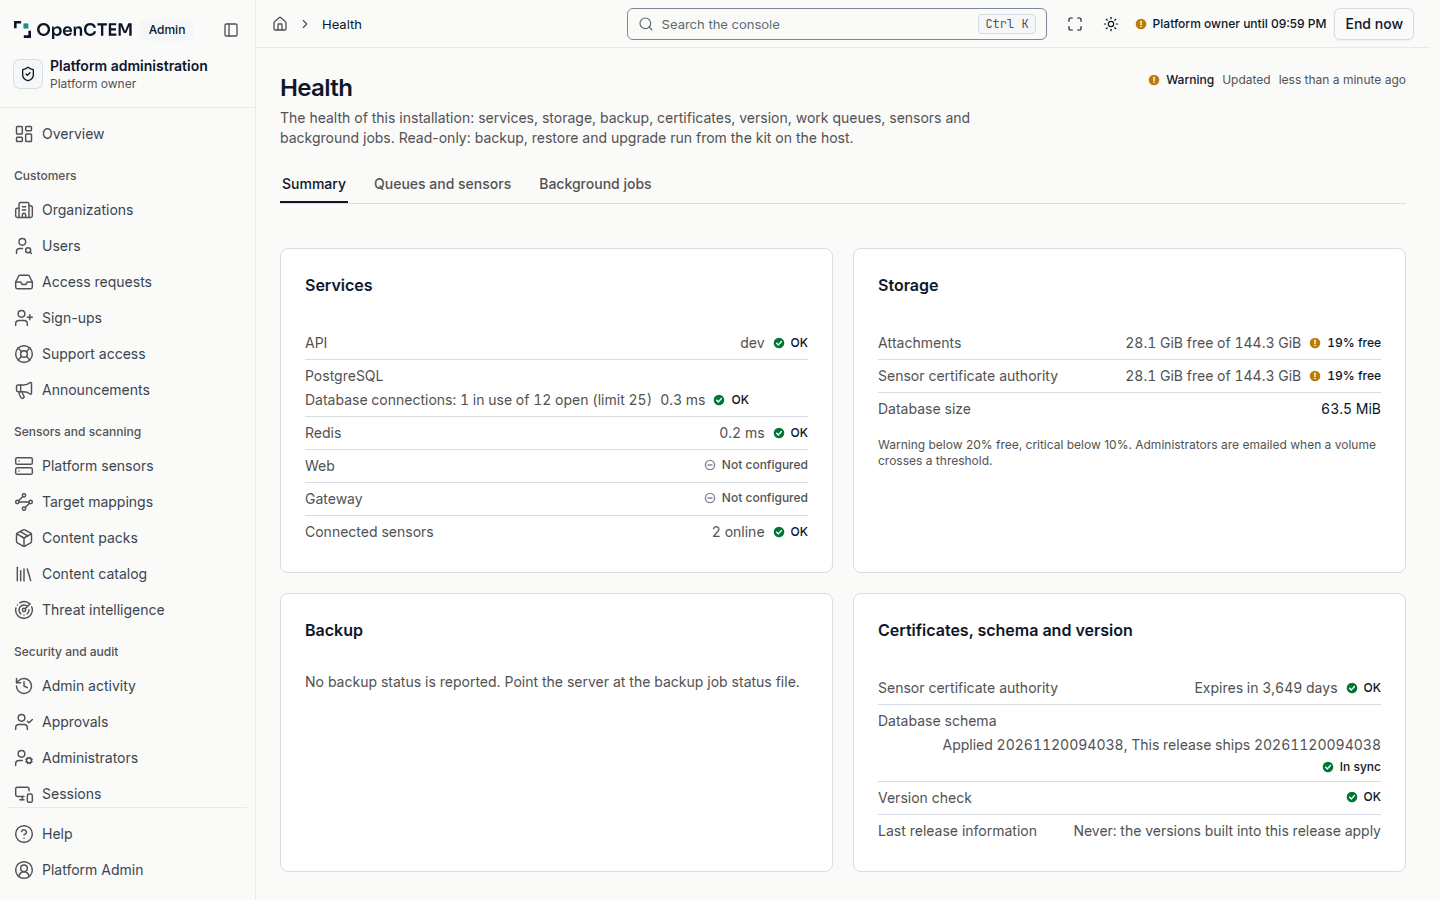 OpenCTEM Admin
Platform administration
Platform owner
Overview
Customers
Organizations
Users
Access requests
Sign-ups
Support access
Announcements
Sensors and scanning
Platform sensors
Target mappings
Content packs
Content catalog
Threat intelligence
Security and audit
Admin activity
Approvals
Administrators
Sessions
Help
Platform Admin
Health
Search the console Ctrl K
Platform owner until 09:59 PM End now
Health
Warning Updated less than a minute ago
The health of this installation: services, storage, backup, certificates, version, work queues, sensors and
background jobs. Read-only: backup, restore and upgrade run from the kit on the host.
Summary Queues and sensors Background jobs
Services
API dev OK
PostgreSQL
Database connections: 1 in use of 12 open (limit 25) 0.3 ms OK
Redis 0.2 ms OK
Web Not configured
Gateway Not configured
Connected sensors 2 online OK
Storage
Attachments 28.1 GiB free of 144.3 GiB 19% free
Sensor certificate authority 28.1 GiB free of 144.3 GiB 19% free
Database size 63.5 MiB
Warning below 20% free, critical below 10%. Administrators are emailed when a volume
crosses a threshold.
Backup
No backup status is reported. Point the server at the backup job status file.
Certificates, schema and version
Sensor certificate authority Expires in 3,649 days OK
Database schema
Applied 20261120094038, This release ships 20261120094038
In sync
Version check OK
Last release information Never: the versions built into this release apply